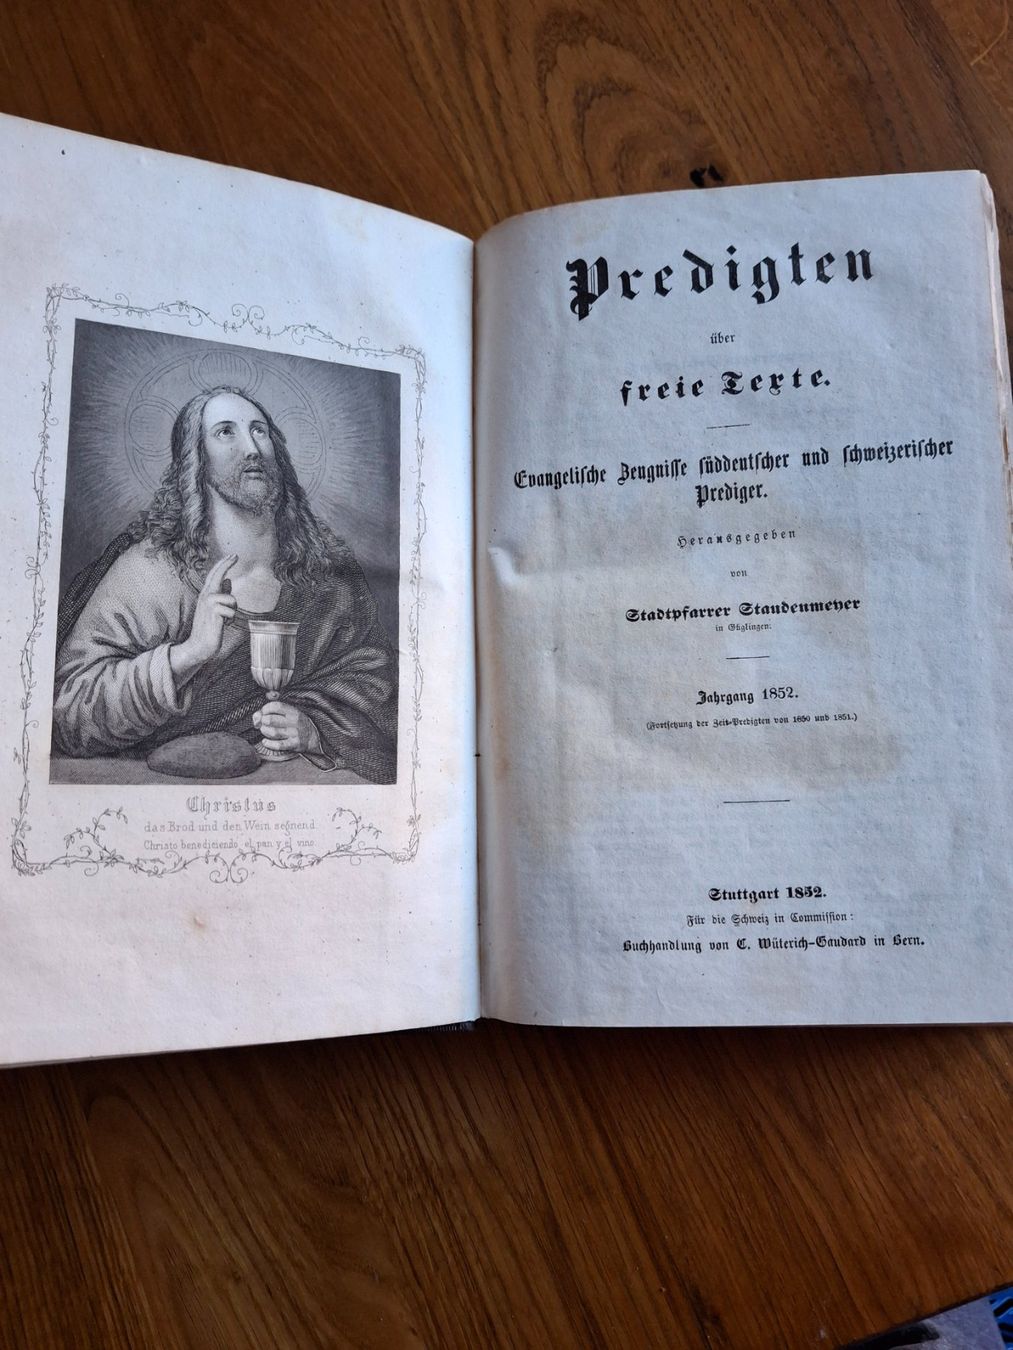 Christus
das Brod und den Wein segnend
Christo benediciendo el pan y el vino.
Predigten
über
freie Texte.
Evangelische Zeugnisse süddeutscher und schweizerischer
Prediger.
Herausgegeben
von
Stadtpfarrer Staudenmeyer
in Güglingen.
Jahrgang 1852.
(Fortsetzung der Zeit-Predigten von 1850 und 1851.)
Stuttgart 1852.
Für die Schweiz in Commission:
Buchhandlung von C. Wüterich-Gaudard in Bern.